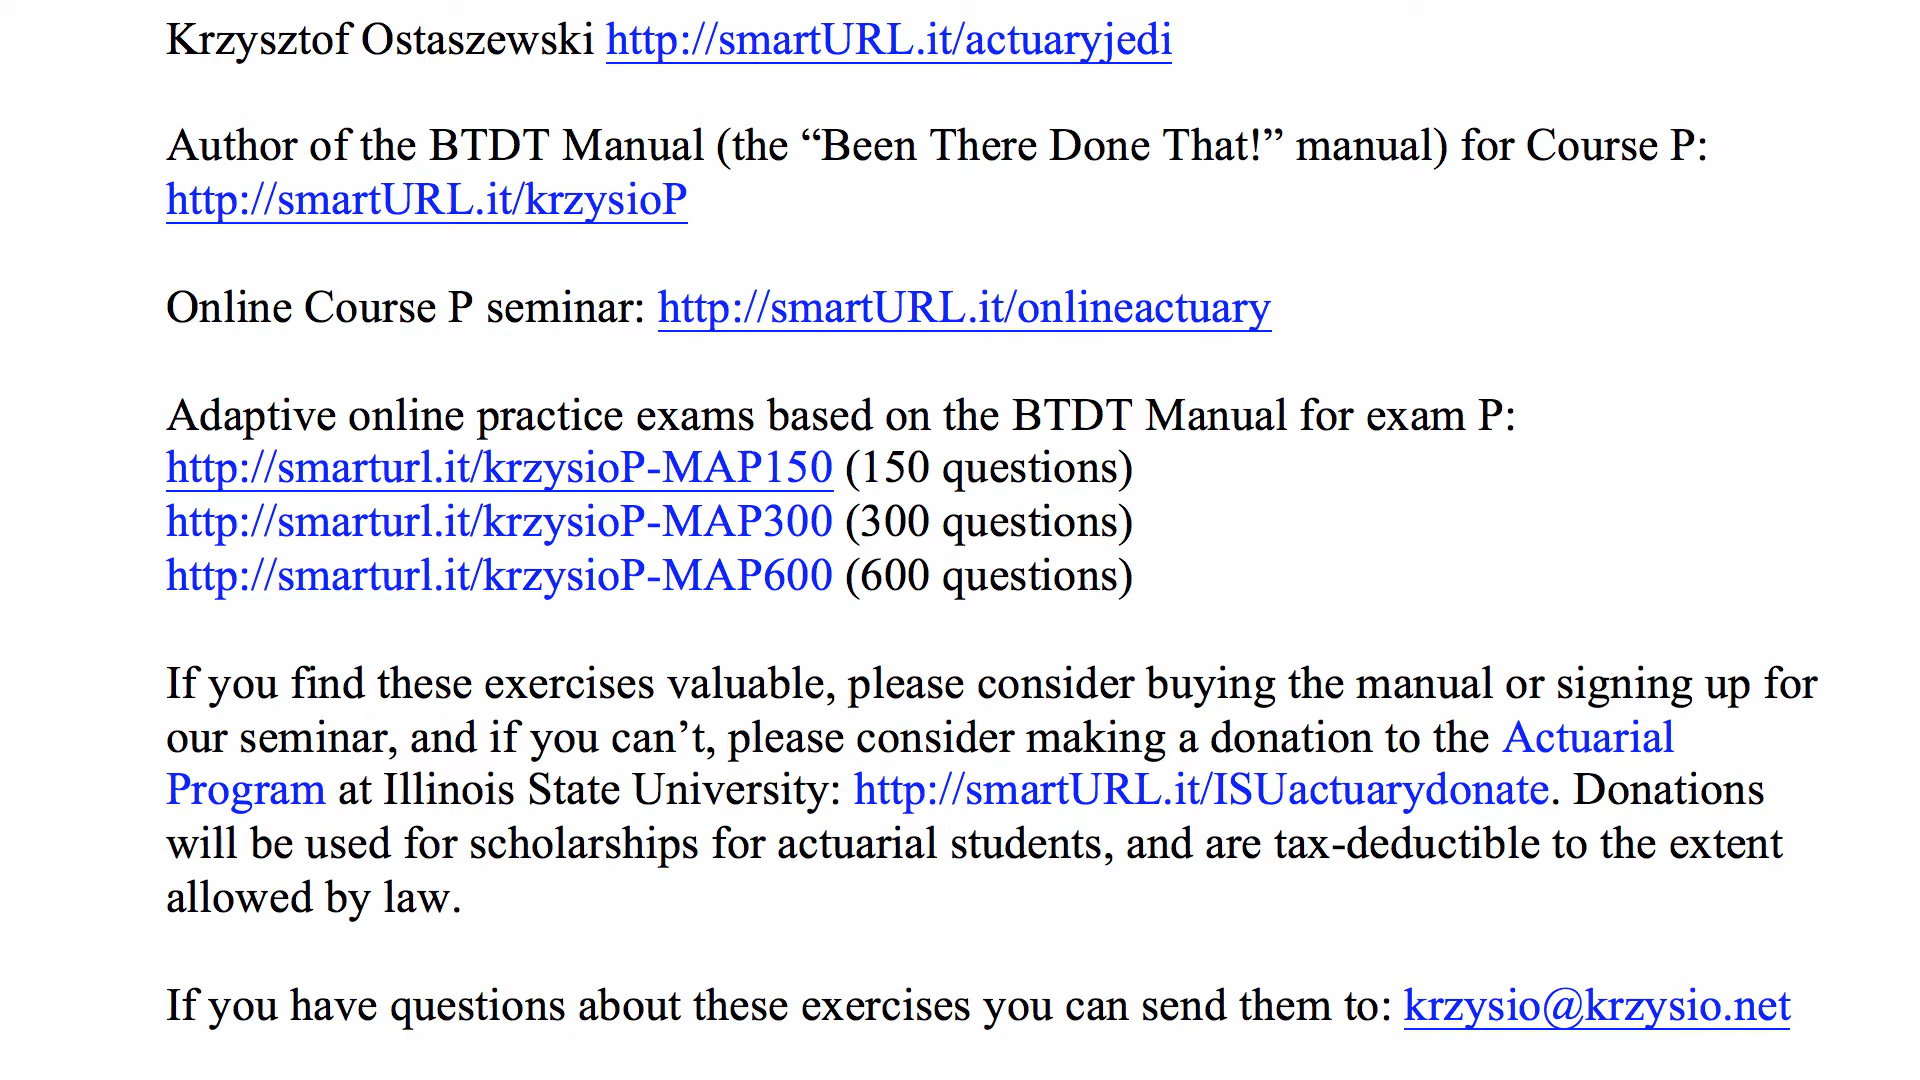 Krzysztof Ostaszewski http://smartURL.it/actuaryjedi
Author of the BTDT Manual (the “Been There Done That!” manual) for Course P:
http://smartURL.it/krzysioP
Online Course P seminar: http://smartURL.it/onlineactuary
Adaptive online practice exams based on the BTDT Manual for exam P:
http://smarturl.it/krzysioP-MAP150 (150 questions)
http://smarturl.it/krzysioP-MAP300 (300 questions)
http://smarturl.it/krzysioP-MAP600 (600 questions)
If you find these exercises valuable, please consider buying the manual or signing up for
our seminar, and if you can’t, please consider making a donation to the Actuarial
Program at Illinois State University: http://smartURL.it/ISUactuarydonate. Donations
will be used for scholarships for actuarial students, and are tax-deductible to the extent
allowed by law.
If you have questions about these exercises you can send them to: krzysio@krzysio.net